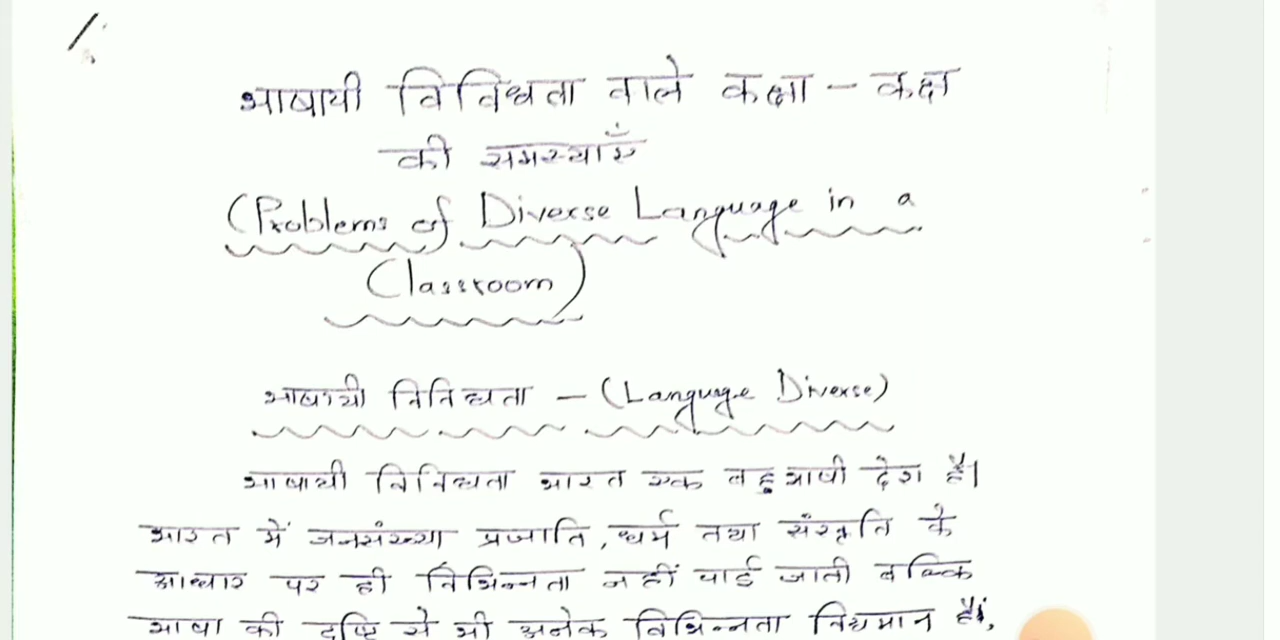 1.
भाषायी विविधता वाले कक्षा - कक्ष
की समस्याएँ
(Problems of Diverse Language in a
Classroom)
भाषायी विविधता - (Language Diverse)
भाषायी विविधता भारत एक बहुभाषी देश है।
भारत में जनसंख्या प्रजाति, धर्म तथा संस्कृति के
आधार पर ही विभिन्नता नहीं पाई जाती बल्कि
भाषा की दृष्टि से भी अनेक विभिन्नता विद्यमान हैं,